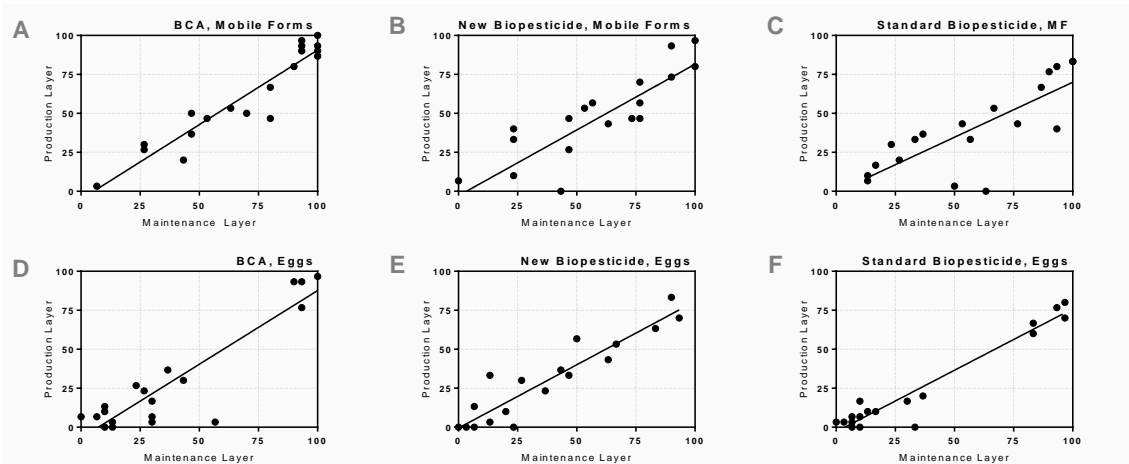 A
BCA, Mobile Forms
100
75
50
25
0
0 25 50 75 100
Production Layer
Maintenance Layer
B
New Biopesticide, Mobile Forms
100
75
50
25
0
0 25 50 75 100
Production Layer
Maintenance Layer
C
Standard Biopesticide, MF
100
75
50
25
0
0 25 50 75 100
Production Layer
Maintenance Layer
D
BCA, Eggs
100
75
50
25
0
0 25 50 75 100
Production Layer
Maintenance Layer
E
New Biopesticide, Eggs
100
75
50
25
0
0 25 50 75 100
Production Layer
Maintenance Layer
F
Standard Biopesticide, Eggs
100
75
50
25
0
0 25 50 75 100
Production Layer
Maintenance Layer